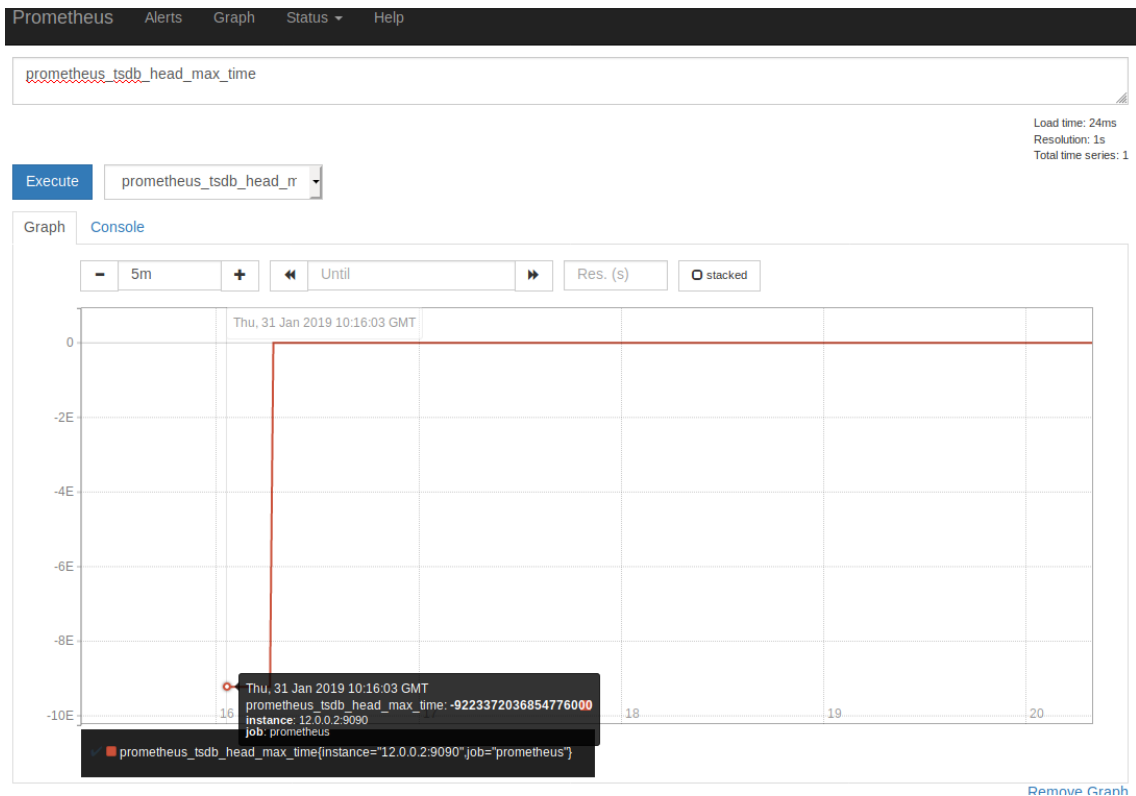 Prometheus Alerts Graph Status Help
prometheus_tsdb_head_max_time
Load time: 24ms
Resolution: 1s
Total time series: 1
Execute prometheus_tsdb_head_m
Graph Console
5m Until Res. (s) stacked
Thu, 31 Jan 2019 10:16:03 GMT
0
-2E
-4E
-6E
-8E
-10E
Thu, 31 Jan 2019 10:16:03 GMT
prometheus_tsdb_head_max_time: -9223372036854776000
instance: 12.0.0.2:9090
job: prometheus
16 17 18 19 20
prometheus_tsdb_head_max_time{instance="12.0.0.2:9090",job="prometheus"}
Remove Graph